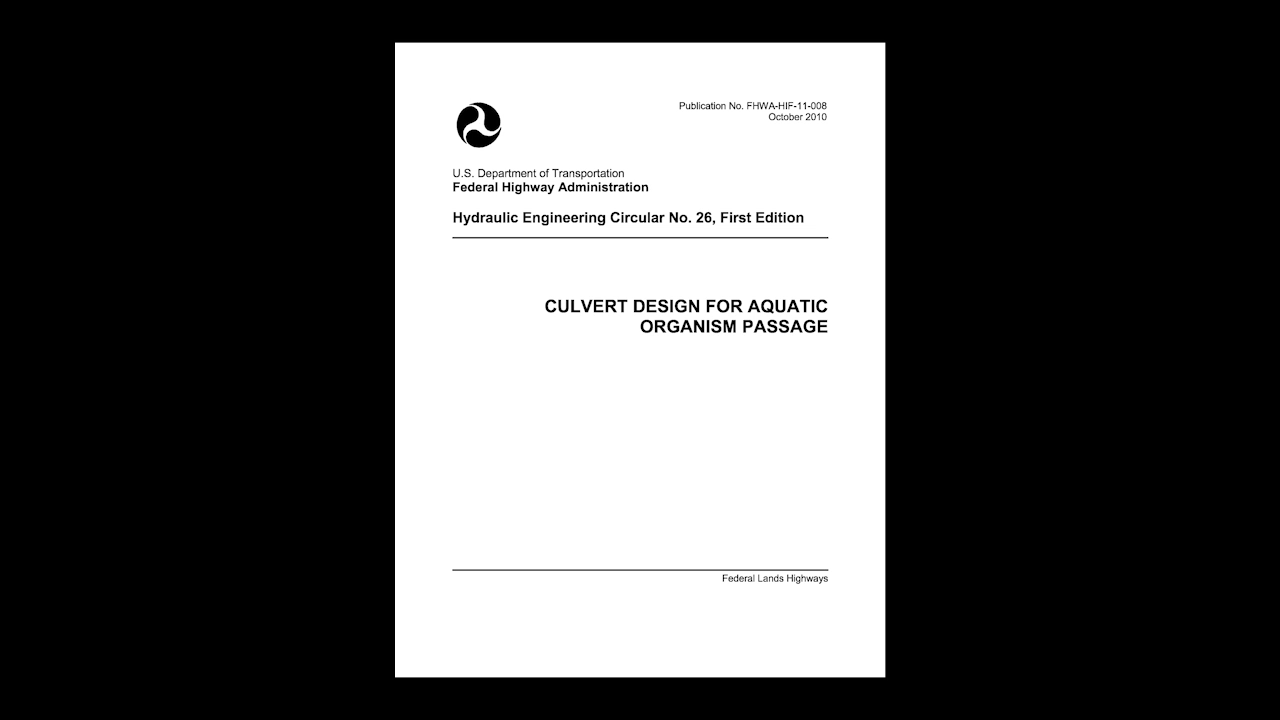 Publication No. FHWA-HIF-11-008
October 2010
U.S. Department of Transportation
Federal Highway Administration
Hydraulic Engineering Circular No. 26, First Edition
CULVERT DESIGN FOR AQUATIC
ORGANISM PASSAGE
Federal Lands Highways